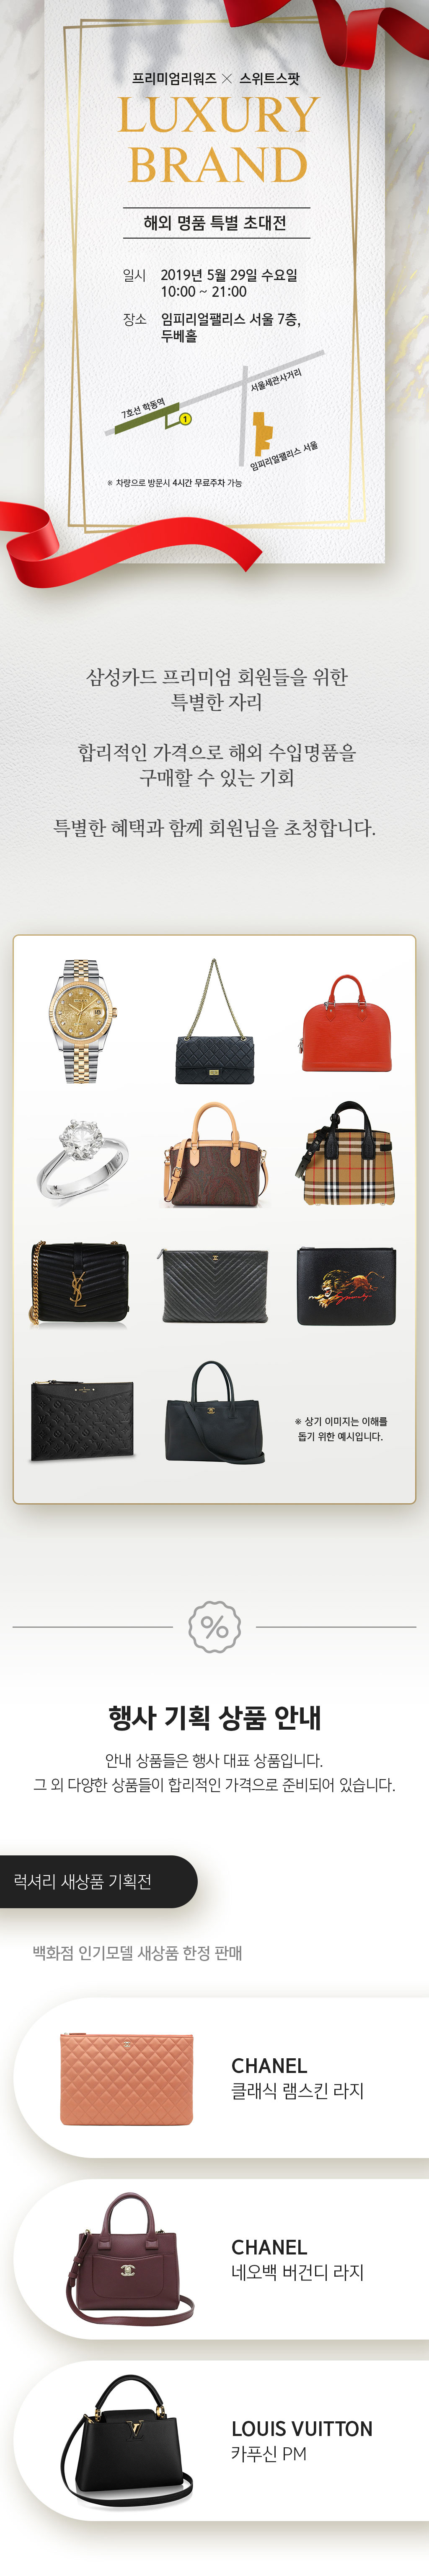 프리미엄리워즈 × 스위트스팟
LUXURY
BRAND
해외 명품 특별 초대전
일시 2019년 5월 29일 수요일
10:00 ~ 21:00
장소 임피리얼팰리스 서울 7층,
두베홀
서울세관사거리
7호선 학동역
1
임피리얼팰리스 서울
※ 차량으로 방문시 4시간 무료주차 가능
삼성카드 프리미엄 회원들을 위한
특별한 자리
합리적인 가격으로 해외 수입명품을
구매할 수 있는 기회
특별한 혜택과 함께 회원님을 초청합니다.
※ 상기 이미지는 이해를
돕기 위한 예시입니다.
%
행사 기획 상품 안내
안내 상품들은 행사 대표 상품입니다.
그 외 다양한 상품들이 합리적인 가격으로 준비되어 있습니다.
럭셔리 새상품 기획전
백화점 인기모델 새상품 한정 판매
CHANEL
클래식 램스킨 라지
CHANEL
네오백 버건디 라지
LOUIS VUITTON
카푸신 PM